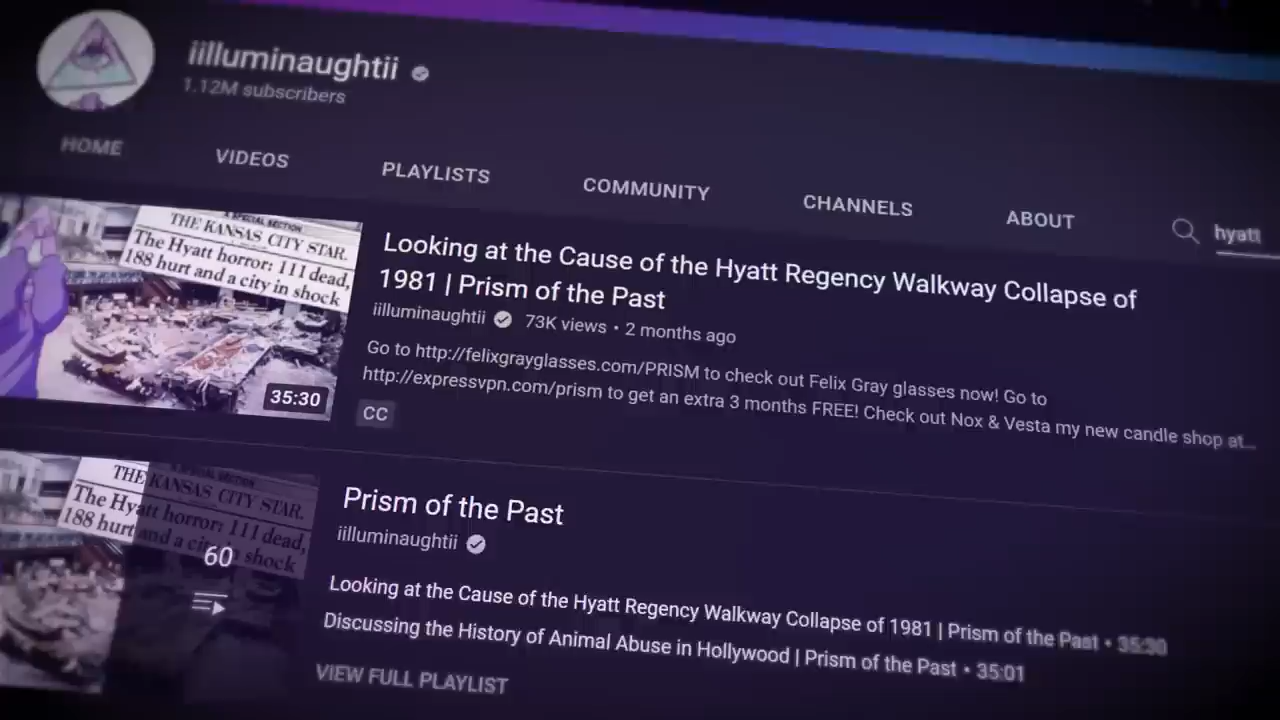 iilluminaughtii
1.12M subscribers
HOME
VIDEOS
PLAYLISTS
COMMUNITY
CHANNELS
ABOUT
hyatt
A SPECIAL SECTION
THE KANSAS CITY STAR.
The Hyatt horror: 111 dead,
188 hurt and a city in shock
35:30
Looking at the Cause of the Hyatt Regency Walkway Collapse of
1981 | Prism of the Past
iilluminaughtii
73K views • 2 months ago
Go to http://felixgrayglasses.com/PRISM to check out Felix Gray glasses now! Go to
http://expressvpn.com/prism to get an extra 3 months FREE! Check out Nox & Vesta my new candle shop at...
CC
A SPECIAL SECTION
THE KANSAS CITY STAR.
The Hyatt horror: 111 dead,
188 hurt and a city in shock
60
Prism of the Past
iilluminaughtii
Looking at the Cause of the Hyatt Regency Walkway Collapse of 1981 | Prism of the Past • 35:30
Discussing the History of Animal Abuse in Hollywood | Prism of the Past • 35:01
VIEW FULL PLAYLIST